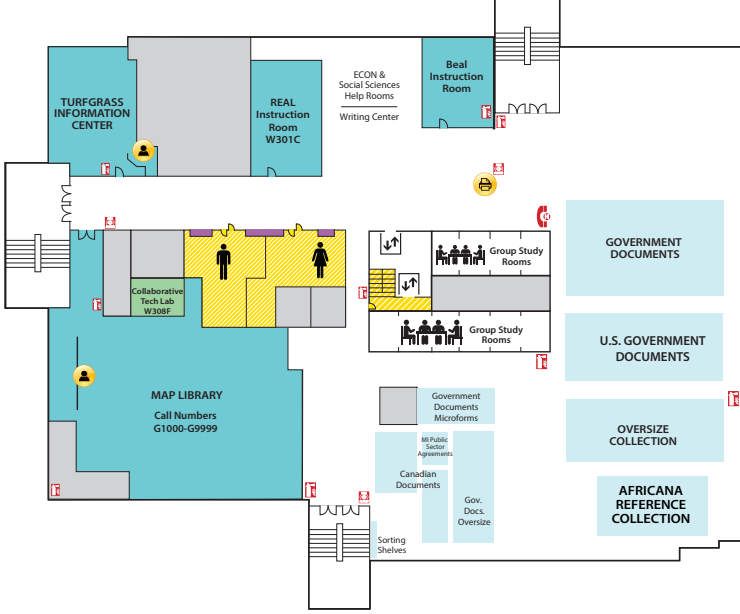 TURFGRASS
INFORMATION
CENTER
REAL
Instruction
Room
W301C
ECON &
Social Sciences
Help Rooms
Writing Center
Beal
Instruction
Room
Collaborative
Tech Lab
W308F
Group Study
Rooms
Group Study
Rooms
GOVERNMENT
DOCUMENTS
U.S. GOVERNMENT
DOCUMENTS
MAP LIBRARY
Call Numbers
G1000-G9999
Government
Documents
Microforms
MI Public
Sector
Agreements
Canadian
Documents
Gov.
Docs.
Oversize
Sorting
Shelves
OVERSIZE
COLLECTION
AFRICANA
REFERENCE
COLLECTION